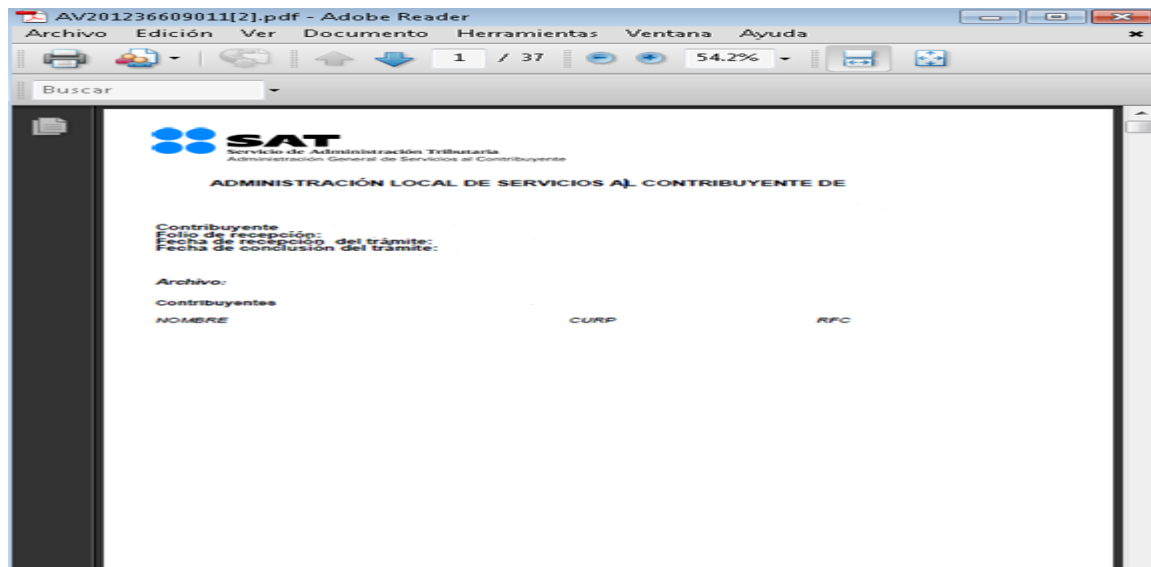 AV201236609011[2].pdf - Adobe Reader
Archivo Edición Ver Documento Herramientas Ventana Ayuda
1 / 37 54.2%
Buscar
SAT
Servicio de Administración Tributaria
Administración General de Servicios al Contribuyente
ADMINISTRACIÓN LOCAL DE SERVICIOS AL CONTRIBUYENTE DE
Contribuyente
Folio de recepción:
Fecha de recepción del trámite:
Fecha de conclusión del trámite:
Archivo:
Contribuyentes
NOMBRE CURP RFC